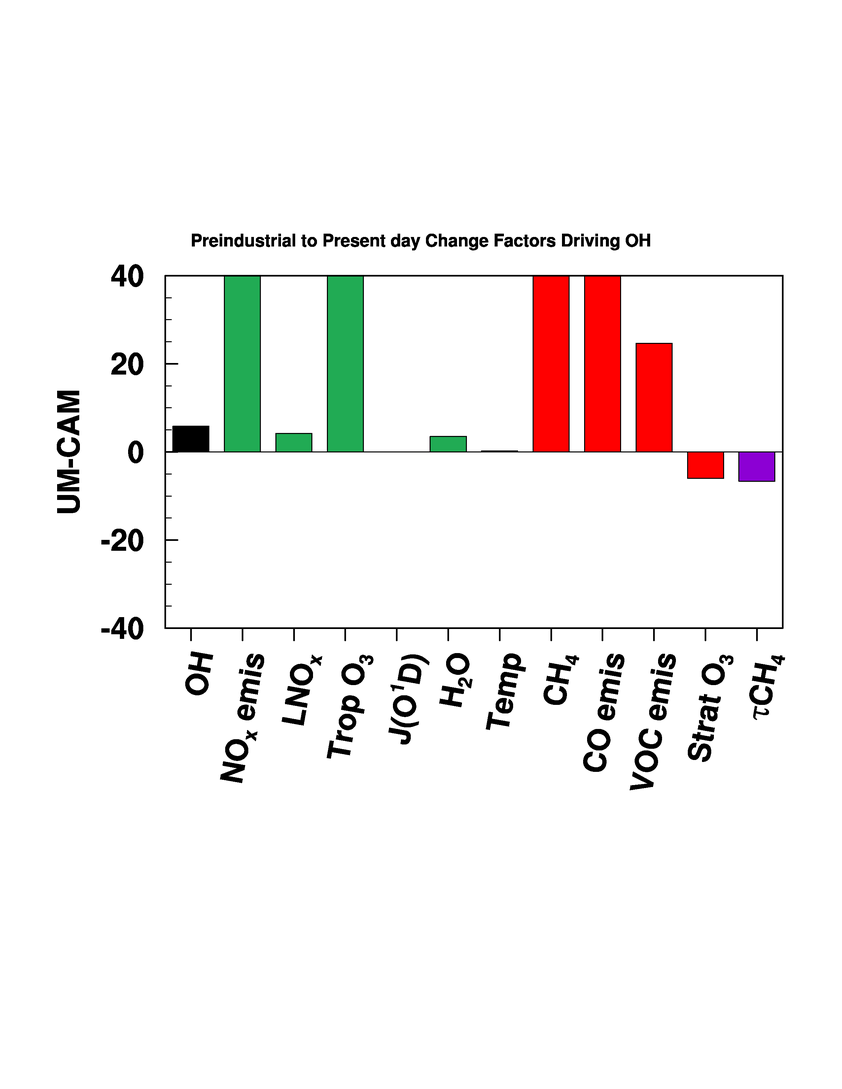 Preindustrial to Present day Change Factors Driving OH
40
20
0
-20
-40
UM-CAM
OH
NOₓ emis
LNOₓ
Trop O₃
J(O¹D)
H₂O
Temp
CH₄
CO emis
VOC emis
Strat O₃
τCH₄